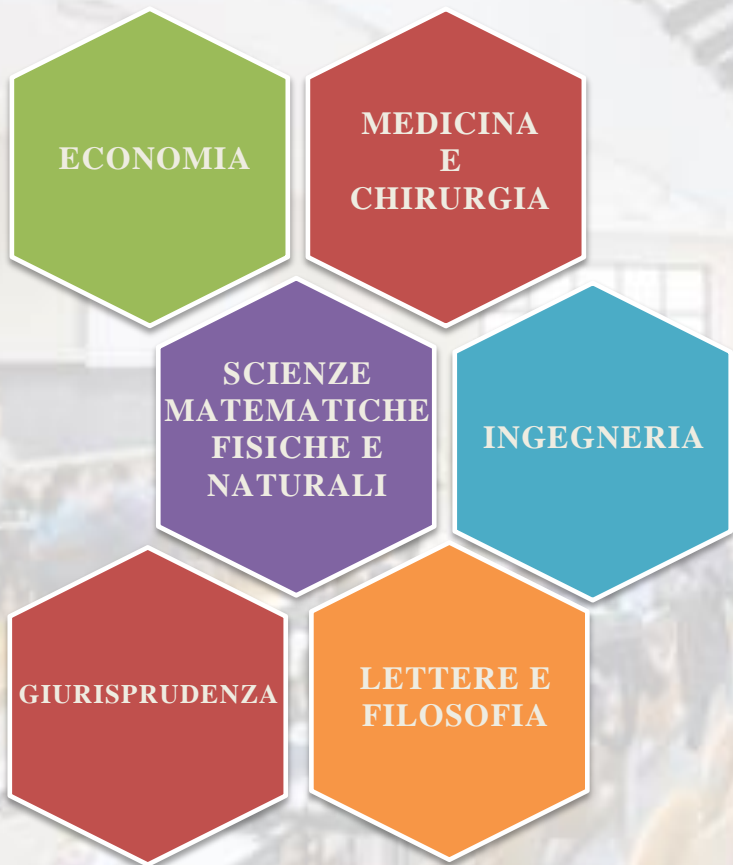 ECONOMIA
MEDICINA
E
CHIRURGIA
SCIENZE
MATEMATICHE
FISICHE E
NATURALI
INGEGNERIA
GIURISPRUDENZA
LETTERE E
FILOSOFIA